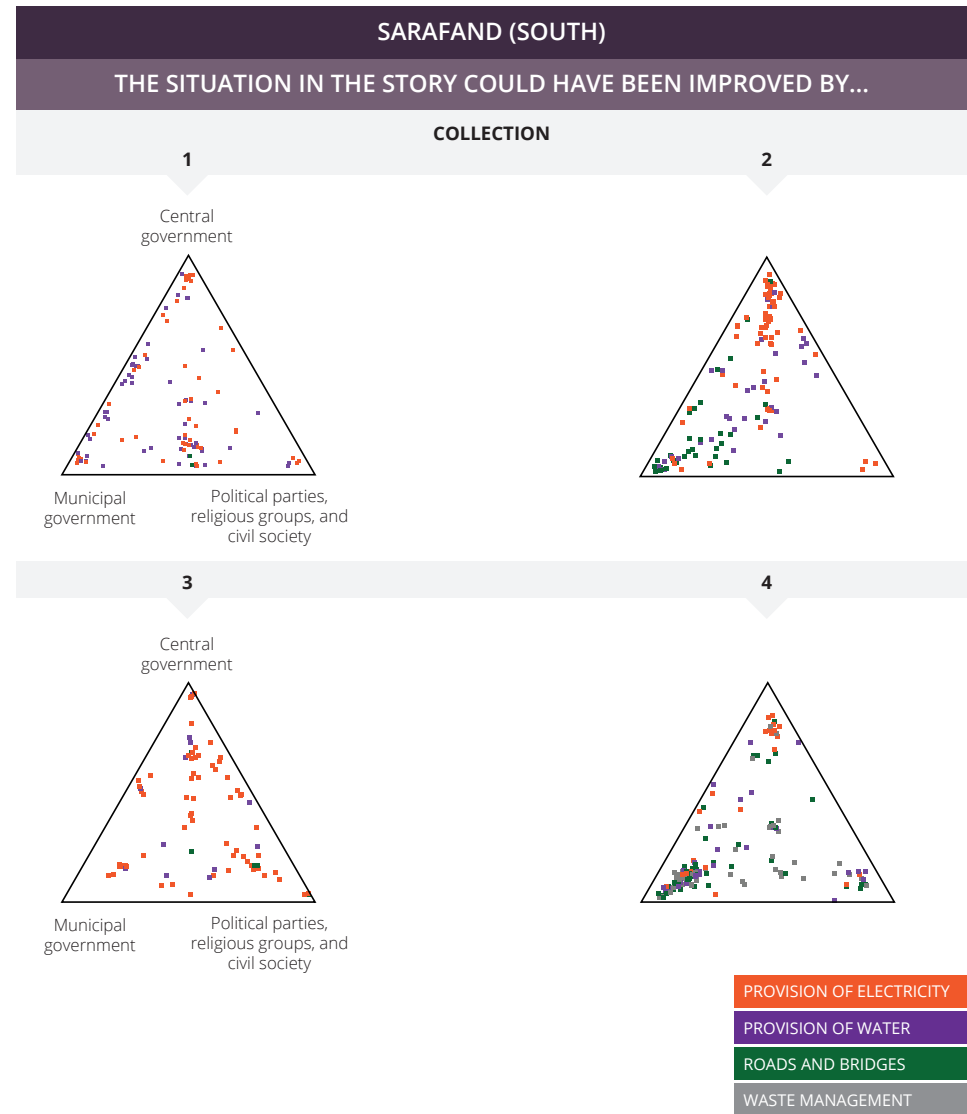 SARAFAND (SOUTH)
THE SITUATION IN THE STORY COULD HAVE BEEN IMPROVED BY...
COLLECTION
1
2
Central
government
Municipal
government
Political parties,
religious groups, and
civil society
3
4
Central
government
Municipal
government
Political parties,
religious groups, and
civil society
PROVISION OF ELECTRICITY
PROVISION OF WATER
ROADS AND BRIDGES
WASTE MANAGEMENT